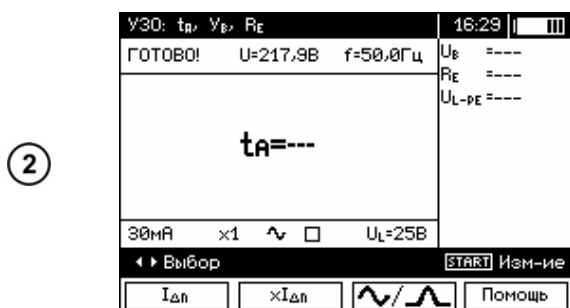 УЗО: tA, УB, RE 16:29
ГОТОВО! U=217,9В f=50,0Гц
UB =---
RE =---
UL-PE =---
tA=---
2
30мА x1 UL=25В
Выбор START Изм-ие
IΔn xIΔn / Помощь